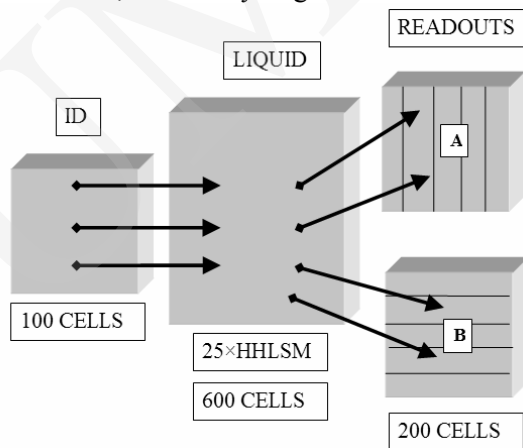 READOUTS
LIQUID
ID
A
100 CELLS
25×HHLSM
B
600 CELLS
200 CELLS